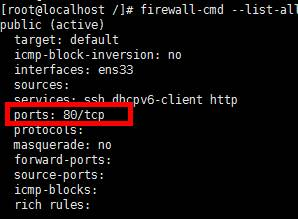 [root@localhost /]# firewall-cmd --list-all
public (active)
target: default
icmp-block-inversion: no
interfaces: ens33
sources:
services: ssh dhcpv6-client http
ports: 80/tcp
protocols:
masquerade: no
forward-ports:
source-ports:
icmp-blocks:
rich rules: